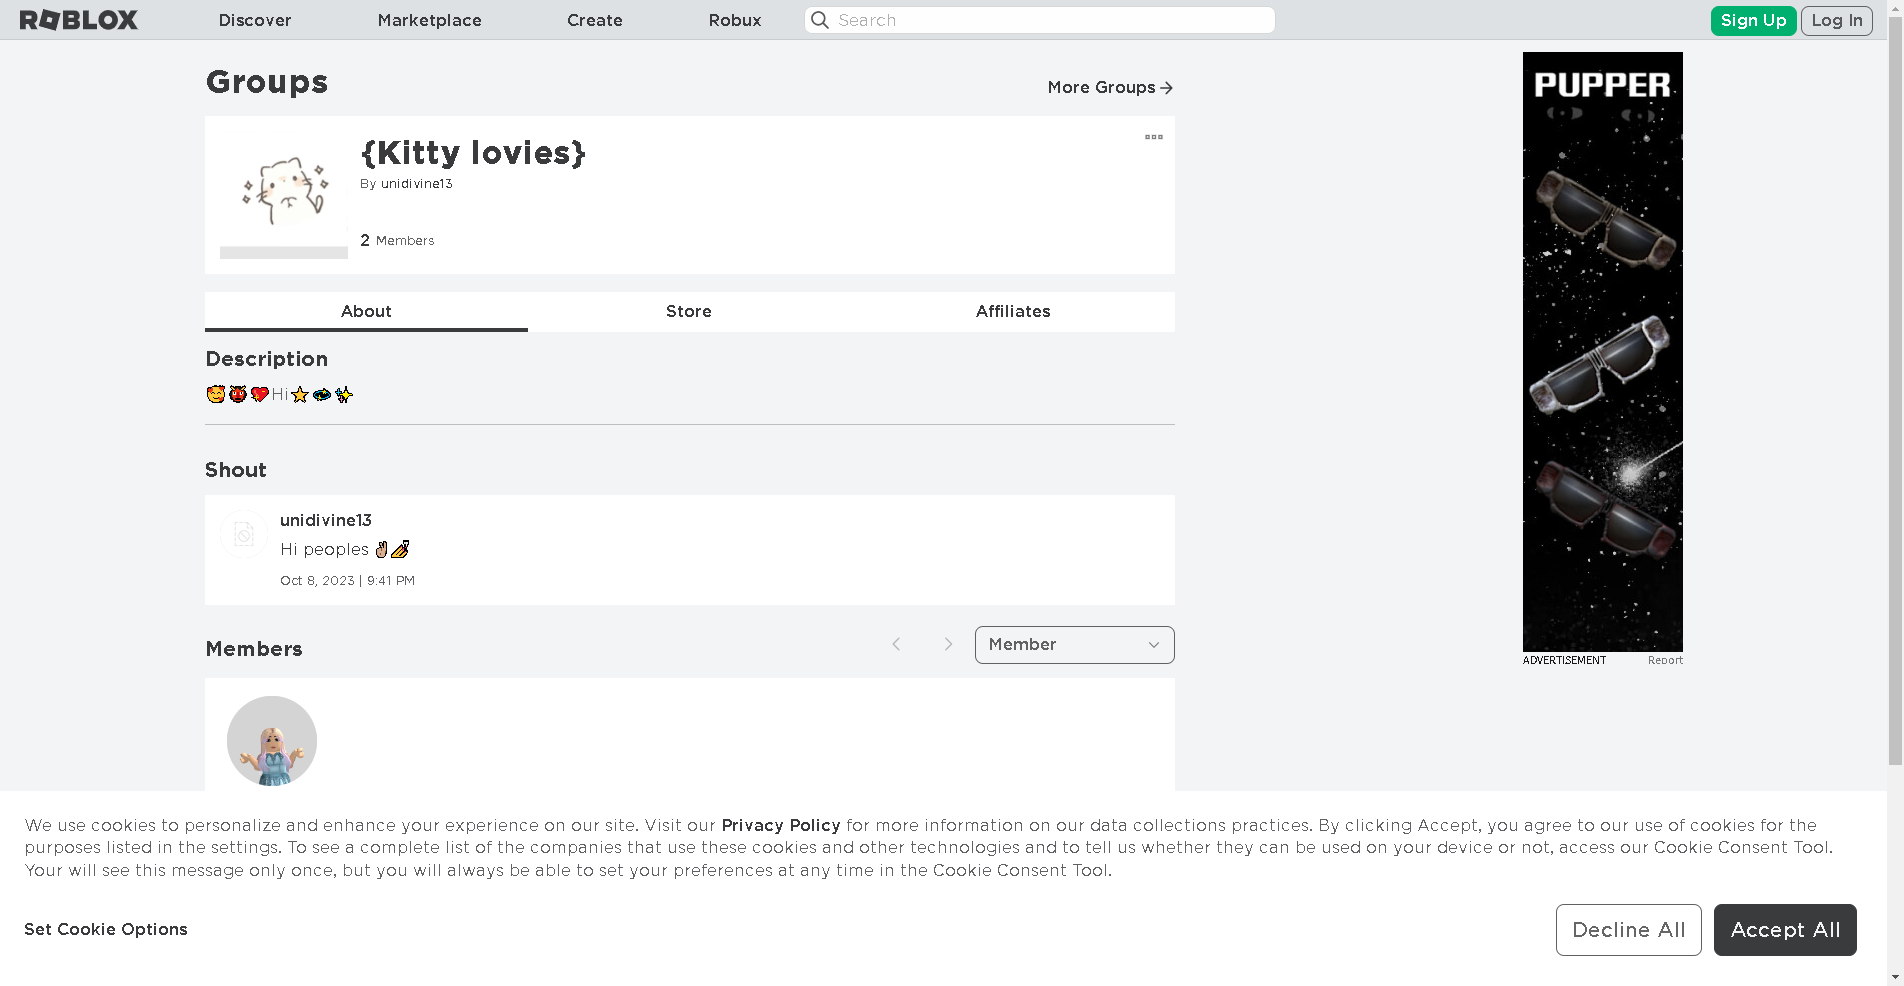 ROBLOX Discover Marketplace Create Robux Search Sign Up Log In
Groups
More Groups
{Kitty lovies}
By unidivine13
2 Members
About Store Affiliates
Description
🥰👿💖Hi⭐👁✨
Shout
unidivine13
Hi peoples ✌🏼💅
Oct 8, 2023 | 9:41 PM
Members
Member
PUPPER
ADVERTISEMENT Report
We use cookies to personalize and enhance your experience on our site. Visit our Privacy Policy for more information on our data collections practices. By clicking Accept, you agree to our use of cookies for the
purposes listed in the settings. To see a complete list of the companies that use these cookies and other technologies and to tell us whether they can be used on your device or not, access our Cookie Consent Tool.
Your will see this message only once, but you will always be able to set your preferences at any time in the Cookie Consent Tool.
Set Cookie Options
Decline All
Accept All